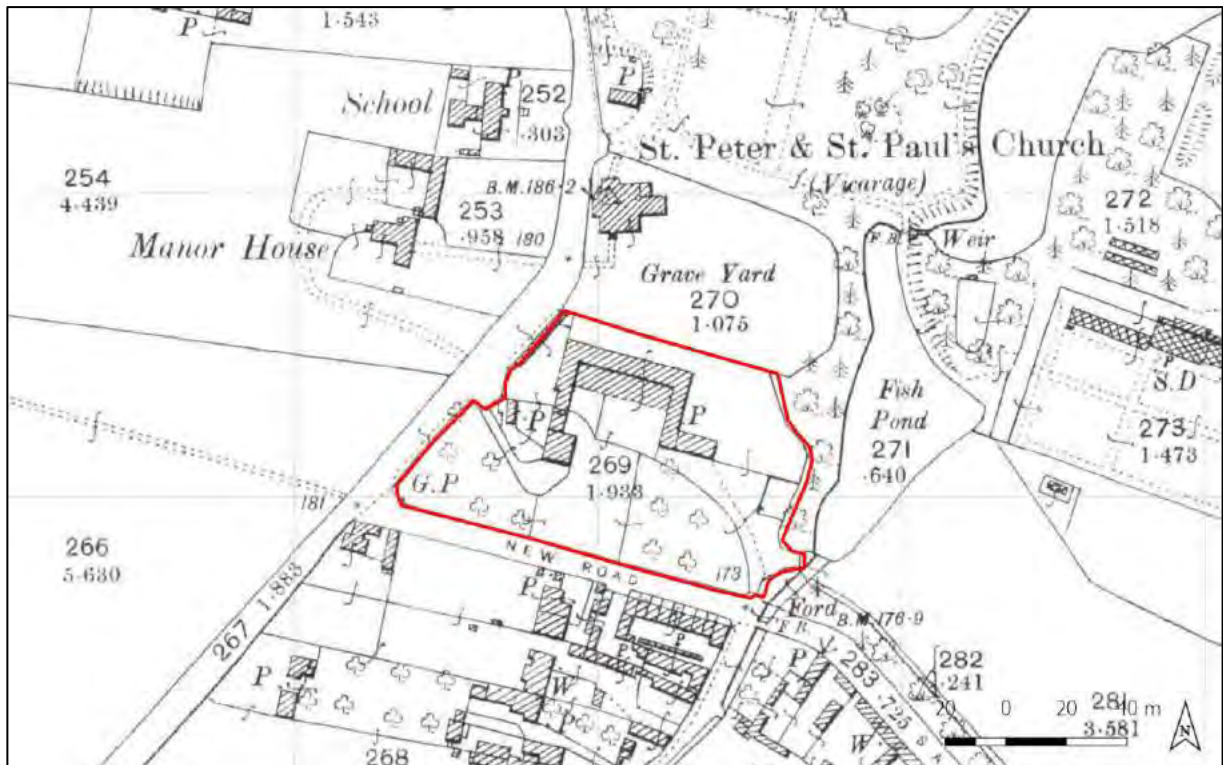 1·543
P
School
P
252
·303
P
St. Peter & St. Paul's Church
(Vicarage)
B.M.186·2
254
4·439
253
·958
180
Manor House
272
1·518
F.B.
Weir
Grave Yard
270
1·075
S.D
Fish
Pond
271
·640
273
1·473
P
P
269
1·933
G.P
181
NEW ROAD
173
266
5·630
267 1·883
P
Ford
F.B.
B.M.176·9
P
P
W
P
283 ·725
282
·241
281
3·581
W
268
20 0 20 40 m
N